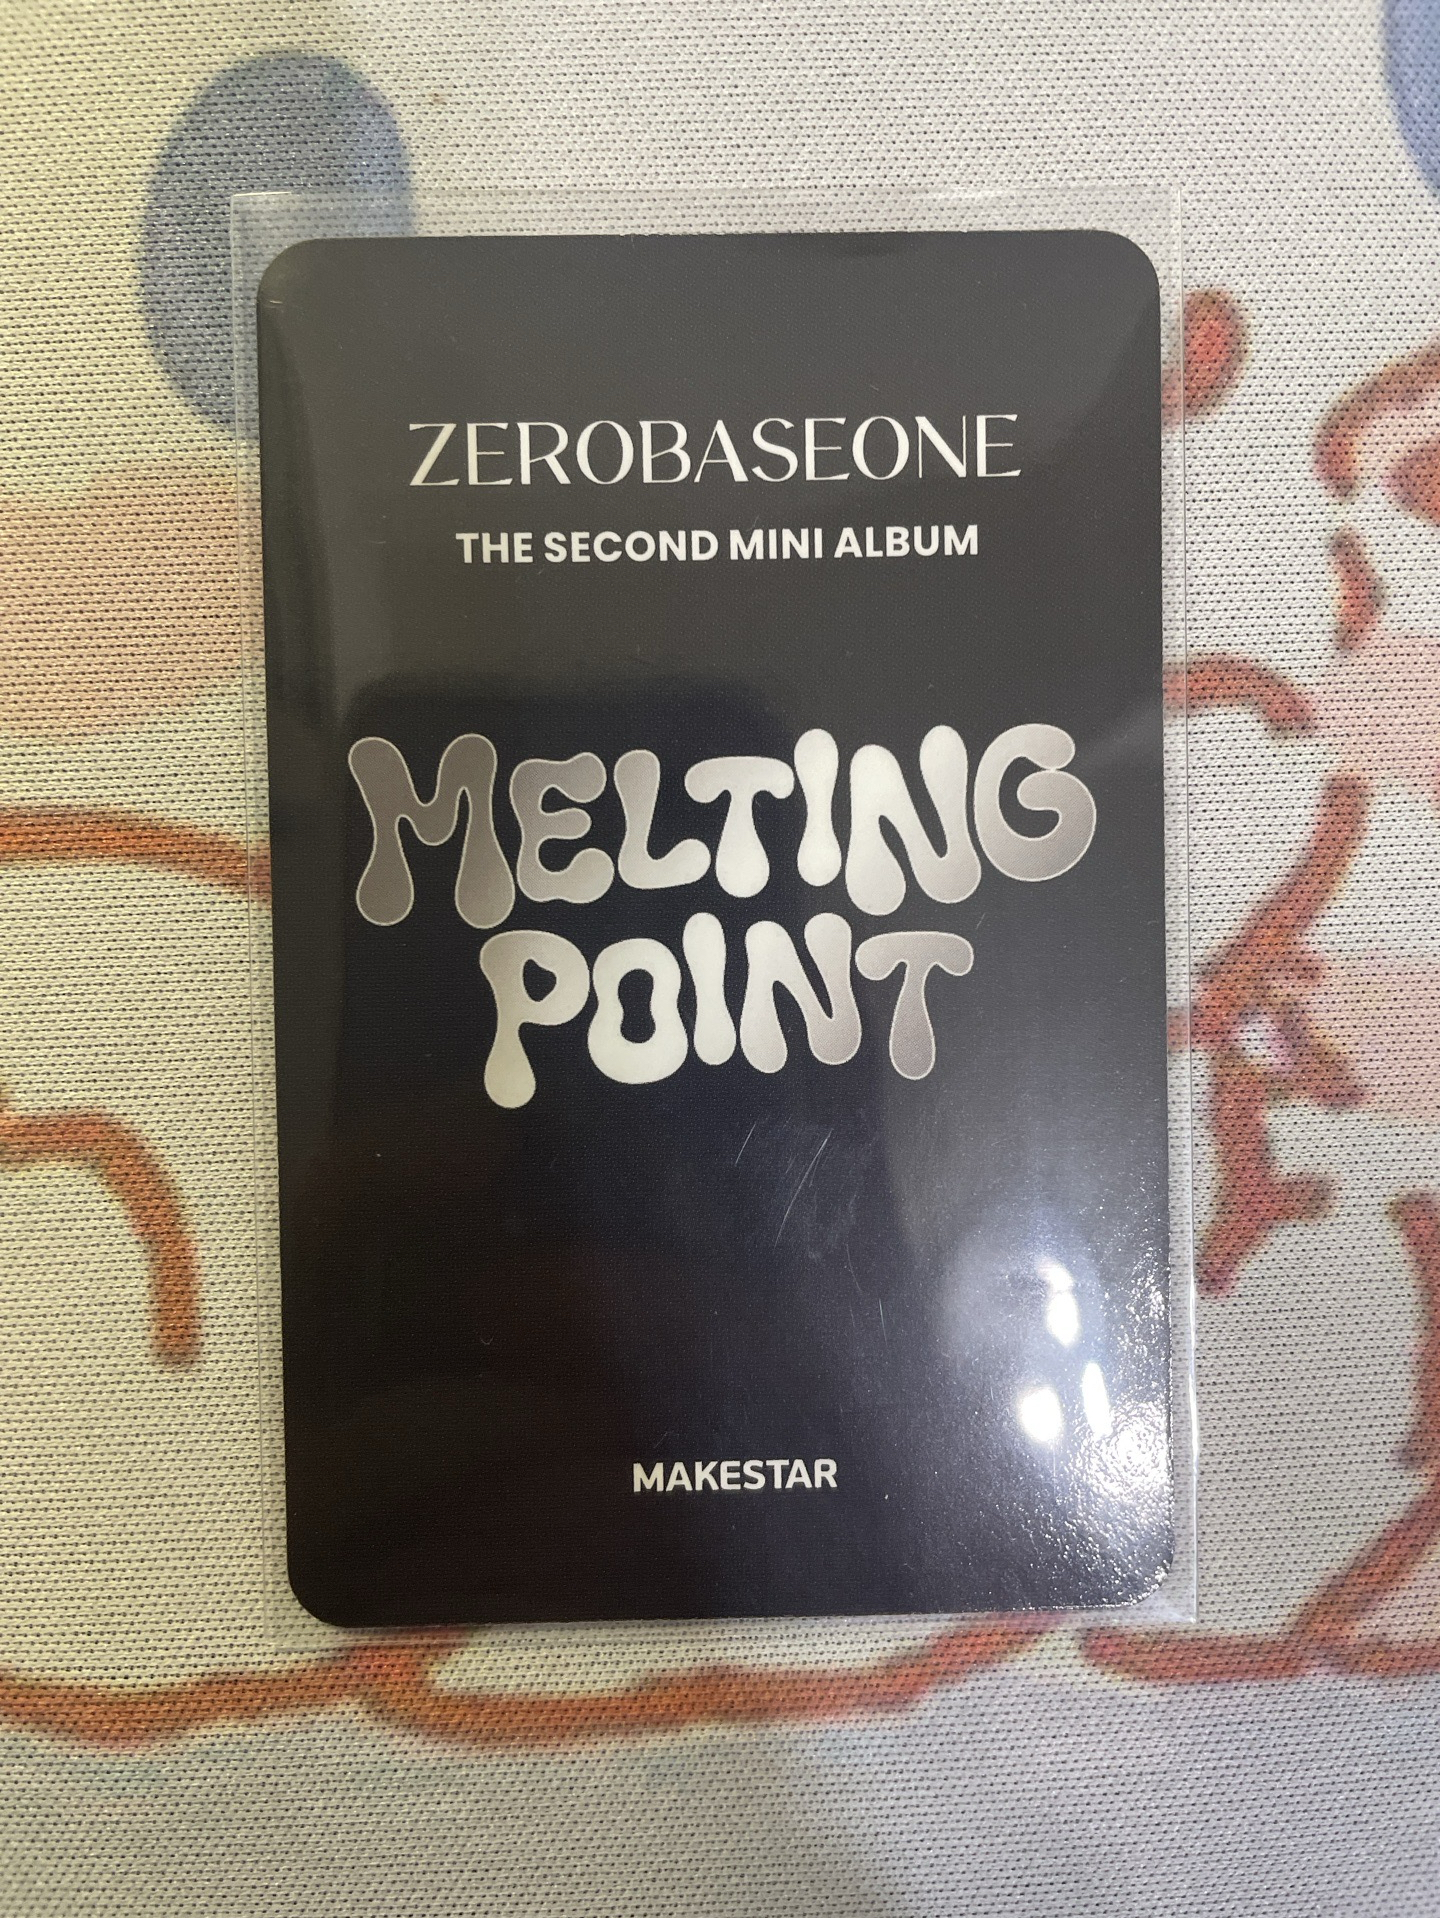 ZEROBASEONE
THE SECOND MINI ALBUM
MELTING
POINT
MAKESTAR